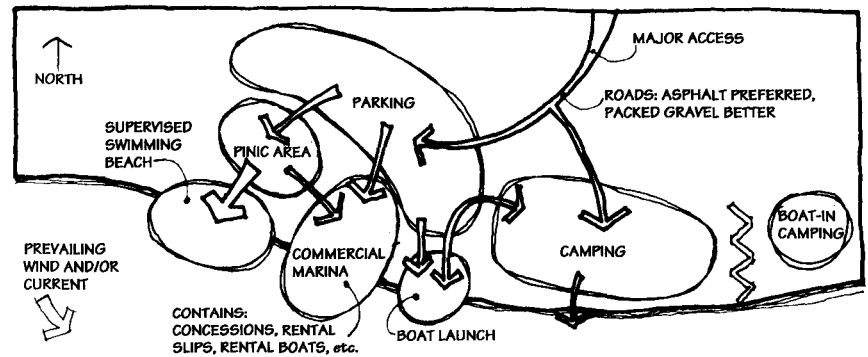 NORTH
MAJOR ACCESS
ROADS: ASPHALT PREFERRED,
PACKED GRAVEL BETTER
PARKING
SUPERVISED
SWIMMING
BEACH
PINIC AREA
COMMERCIAL
MARINA
CAMPING
BOAT-IN
CAMPING
PREVAILING
WIND AND/OR
CURRENT
CONTAINS:
CONCESSIONS, RENTAL
SLIPS, RENTAL BOATS, etc.
BOAT LAUNCH